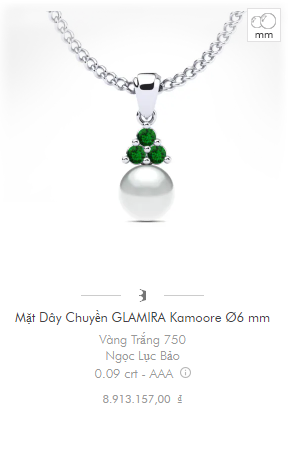 mm
Mặt Dây Chuyền GLAMIRA Kamoore Ø6 mm
Vàng Trắng 750
Ngọc Lục Bảo
0.09 crt - AAA
8.913.157,00 ₫